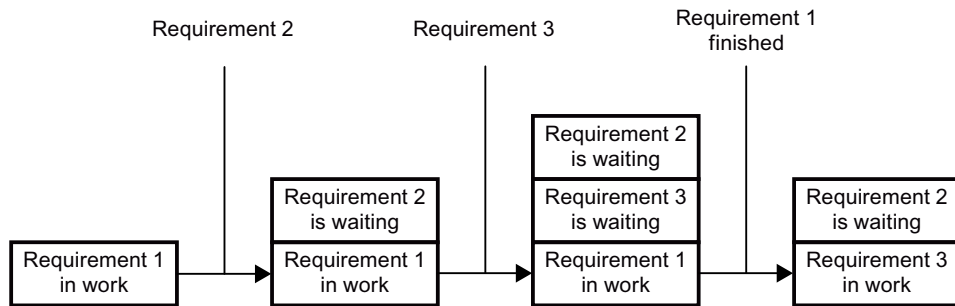 Requirement 2
Requirement 3
Requirement 1
finished
Requirement 1
in work
Requirement 2
is waiting
Requirement 1
in work
Requirement 2
is waiting
Requirement 3
is waiting
Requirement 1
in work
Requirement 2
is waiting
Requirement 3
in work